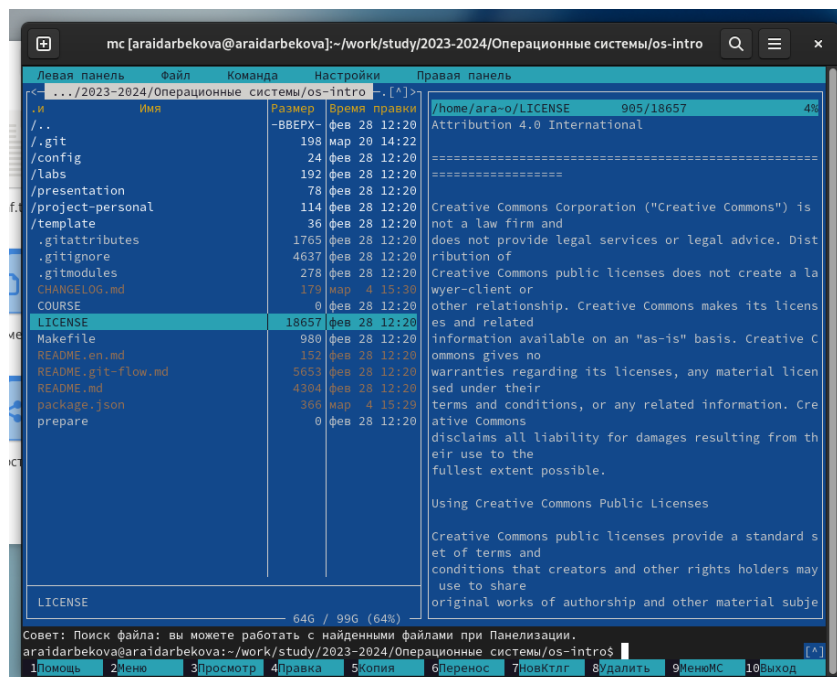 mc [araidarbekova@araidarbekova]:~/work/study/2023-2024/Операционные системы/os-intro
Левая панель Файл Команда Настройки Правая панель
<— .../2023-2024/Операционные системы/os-intro —.[^]>
.и Имя Размер Время правки
/.. -ВВЕРХ- фев 28 12:20
/.git 198 мар 20 14:22
/config 24 фев 28 12:20
/labs 192 фев 28 12:20
/presentation 78 фев 28 12:20
/project-personal 114 фев 28 12:20
/template 36 фев 28 12:20
.gitattributes 1765 фев 28 12:20
.gitignore 4637 фев 28 12:20
.gitmodules 278 фев 28 12:20
CHANGELOG.md 179 мар 4 15:30
COURSE 0 фев 28 12:20
LICENSE 18657 фев 28 12:20
Makefile 980 фев 28 12:20
README.en.md 152 фев 28 12:20
README.git-flow.md 5653 фев 28 12:20
README.md 4304 фев 28 12:20
package.json 366 мар 4 15:29
prepare 0 фев 28 12:20
LICENSE
64G / 99G (64%)
/home/ara~o/LICENSE 905/18657 4%
Attribution 4.0 International
=====================================================
==================
Creative Commons Corporation ("Creative Commons") is
not a law firm and
does not provide legal services or legal advice. Dist
ribution of
Creative Commons public licenses does not create a la
wyer-client or
other relationship. Creative Commons makes its licens
es and related
information available on an "as-is" basis. Creative C
ommons gives no
warranties regarding its licenses, any material licen
sed under their
terms and conditions, or any related information. Cre
ative Commons
disclaims all liability for damages resulting from th
eir use to the
fullest extent possible.
Using Creative Commons Public Licenses
Creative Commons public licenses provide a standard s
et of terms and
conditions that creators and other rights holders may
use to share
original works of authorship and other material subje
Совет: Поиск файла: вы можете работать с найденными файлами при Панелизации.
araidarbekova@araidarbekova:~/work/study/2023-2024/Операционные системы/os-intro$ [^]
1Помощь 2Меню 3Просмотр 4Правка 5Копия 6Перенос 7НовКтлг 8Удалить 9МенюМС 10Выход